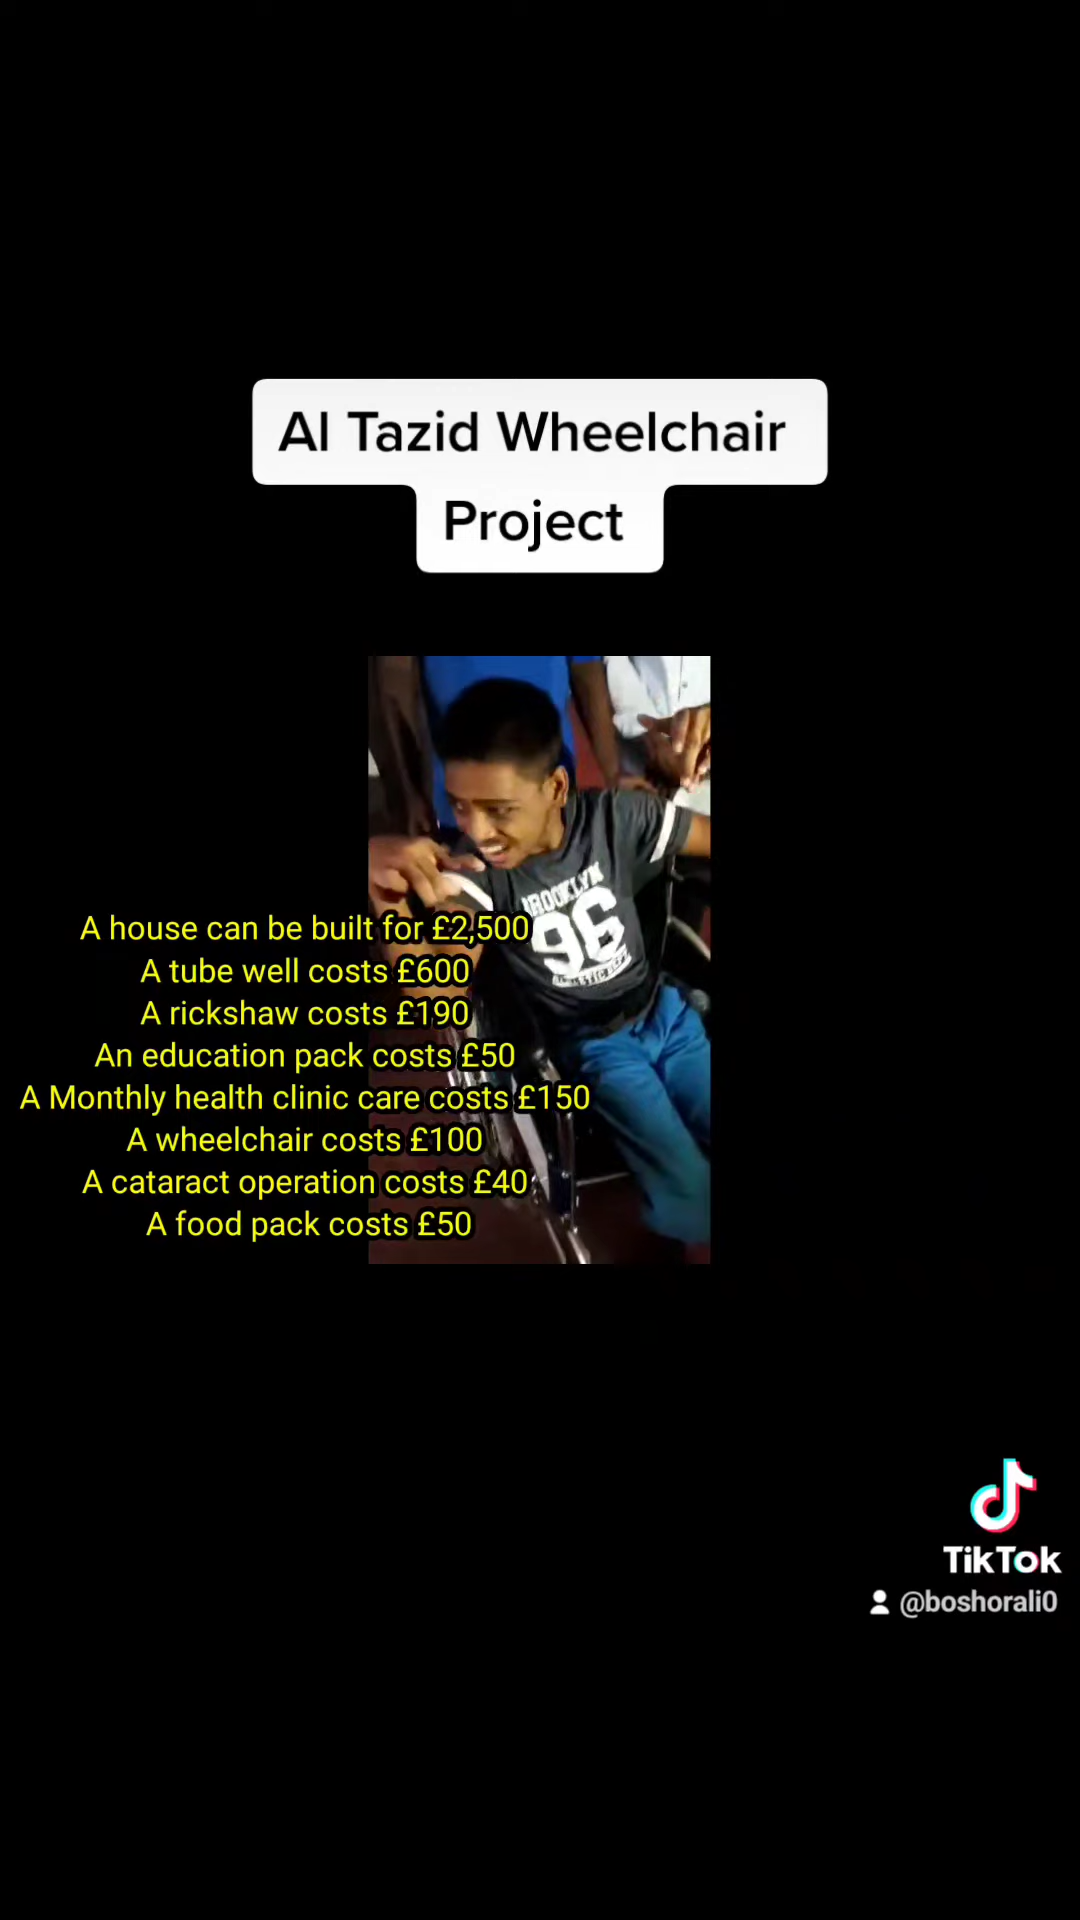 Al Tazid Wheelchair
Project
BROOKLYN
96
ATHLETIC DEPT
A house can be built for £2,500
A tube well costs £600
A rickshaw costs £190
An education pack costs £50
A Monthly health clinic care costs £150
A wheelchair costs £100
A cataract operation costs £40
A food pack costs £50
TikTok
@boshorali0